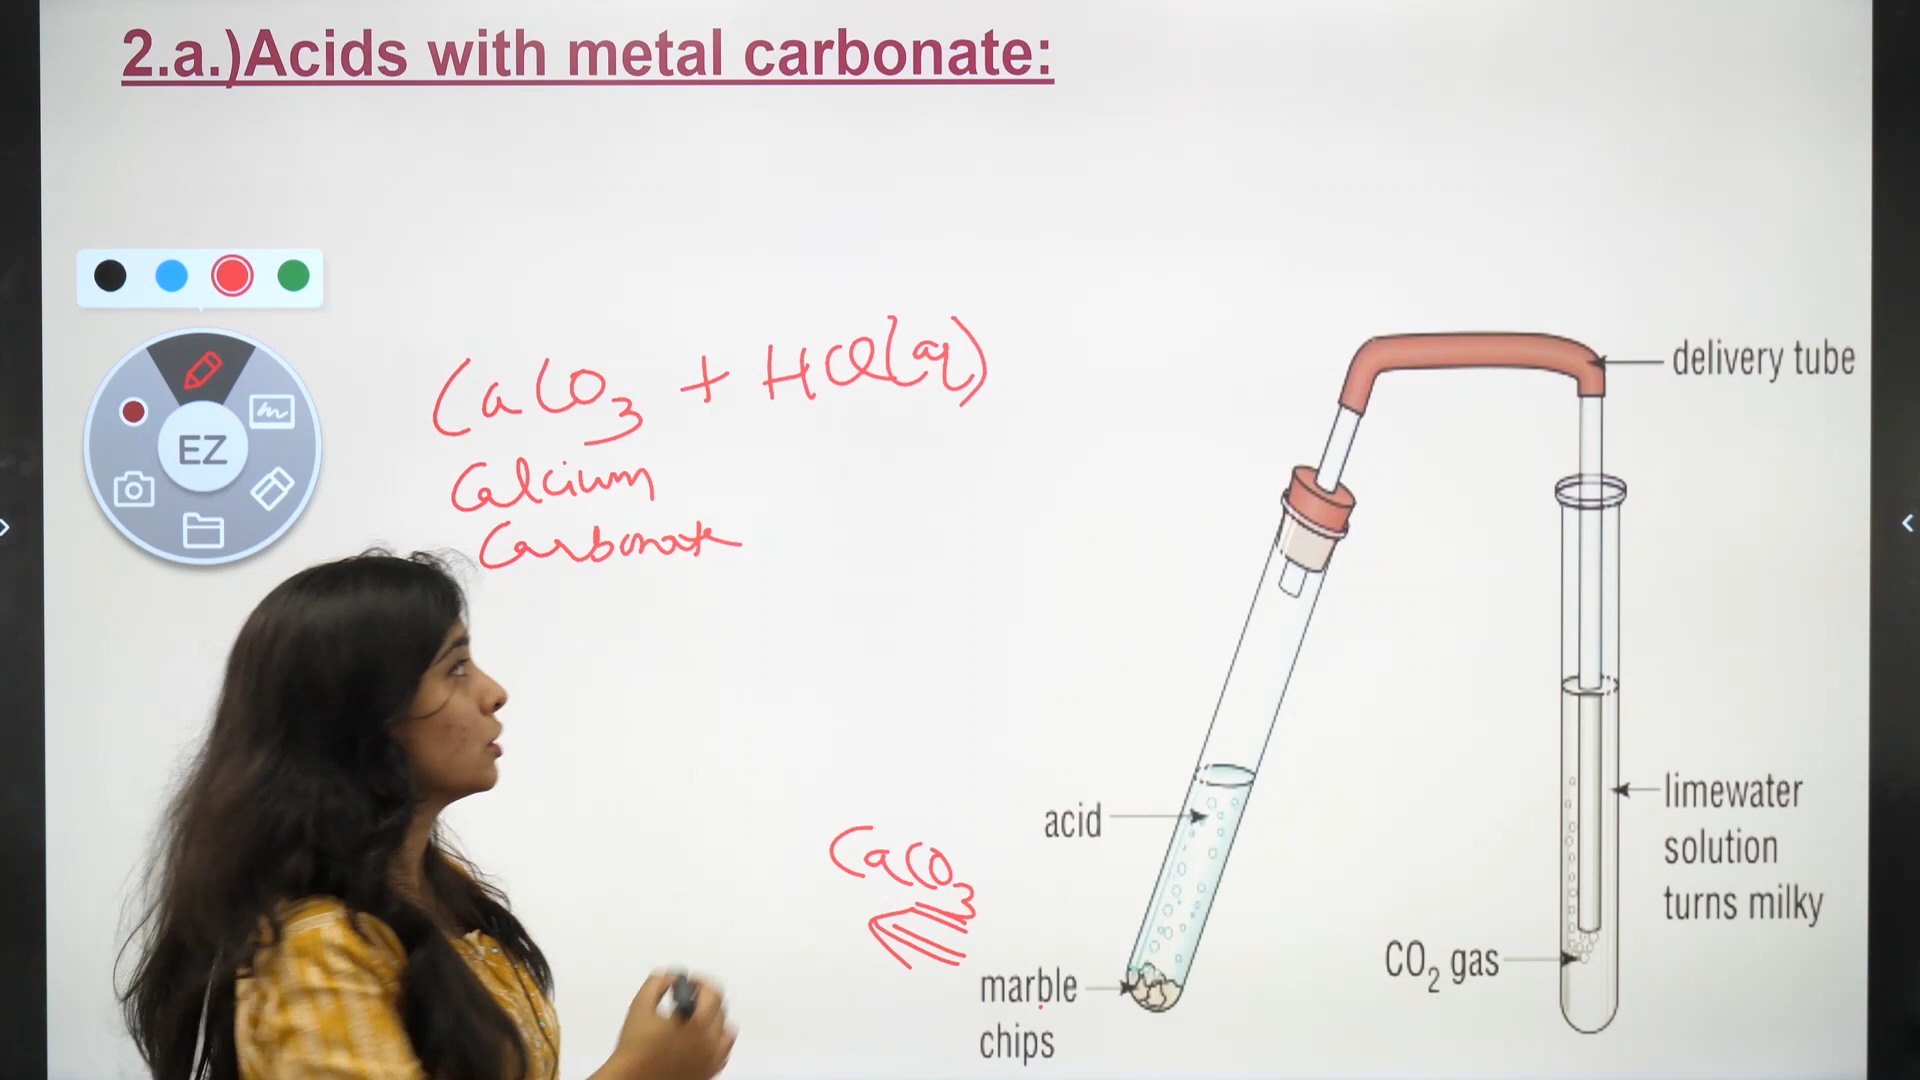 2.a.)Acids with metal carbonate:
EZ
CaCO₃ + HCl(aq)
Calcium
Carbonate
delivery tube
acid
CaCO₃
marble
chips
limewater
solution
turns milky
CO₂ gas